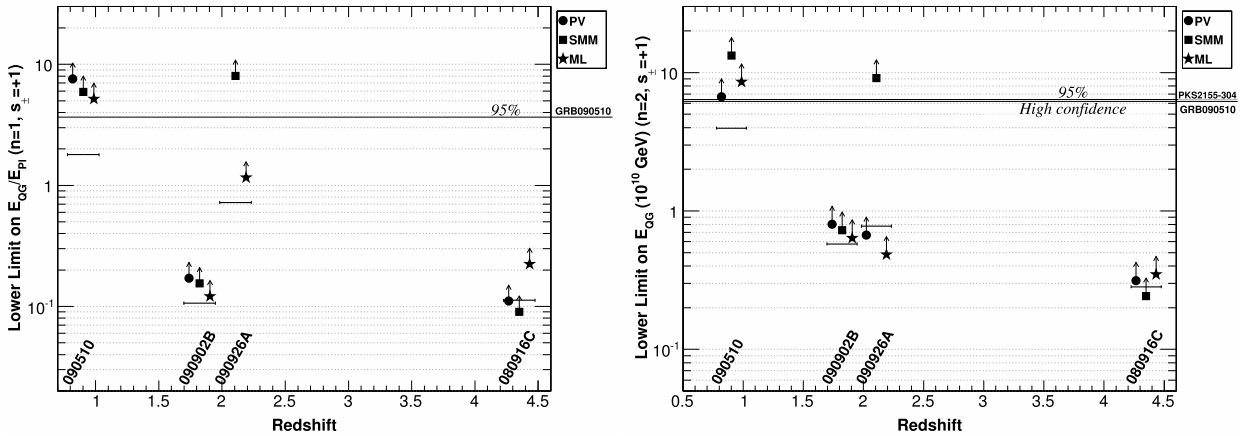 PV
SMM
ML
10
1
10⁻¹
Lower Limit on E_QG/E_Pl (n=1, s_±=+1)
95%
GRB090510
090510
090902B
090926A
080916C
1 1.5 2 2.5 3 3.5 4 4.5
Redshift
PV
SMM
ML
10
1
10⁻¹
Lower Limit on E_QG (10¹⁰ GeV) (n=2, s_±=+1)
95%
PKS2155-304
High confidence
GRB090510
090510
090902B
090926A
080916C
0.5 1 1.5 2 2.5 3 3.5 4 4.5
Redshift